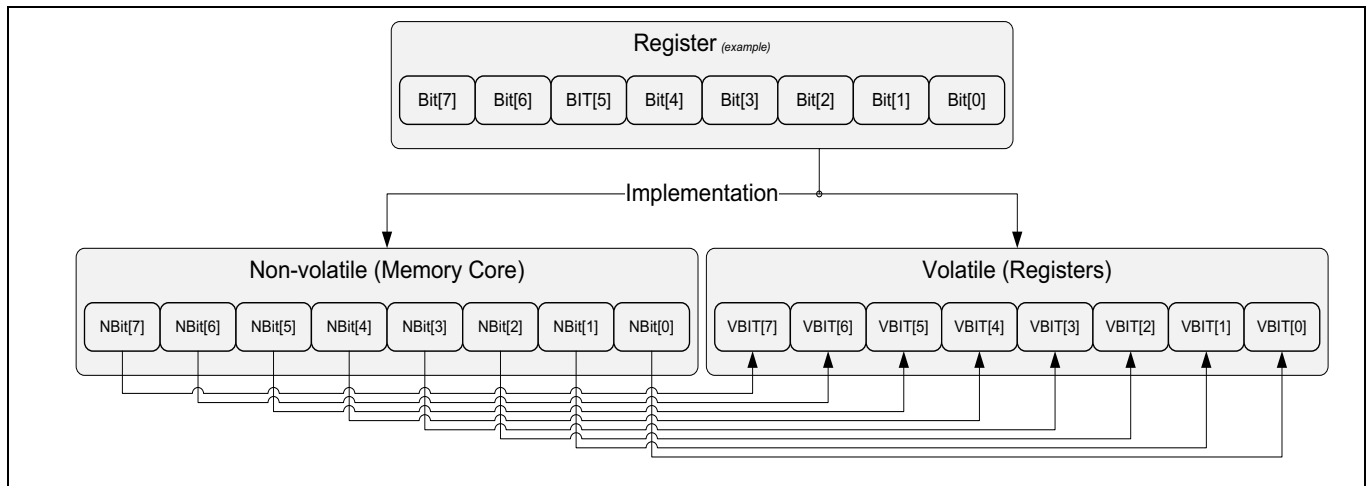 Register (example)
Bit[7] Bit[6] BIT[5] Bit[4] Bit[3] Bit[2] Bit[1] Bit[0]
Implementation
Non-volatile (Memory Core)
NBit[7] NBit[6] NBit[5] NBit[4] NBit[3] NBit[2] NBit[1] NBit[0]
Volatile (Registers)
VBIT[7] VBIT[6] VBIT[5] VBIT[4] VBIT[3] VBIT[2] VBIT[1] VBIT[0]